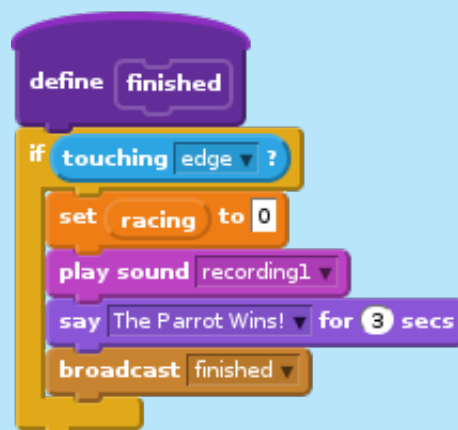 define finished
if touching edge ?
set racing to 0
play sound recording1
say The Parrot Wins! for 3 secs
broadcast finished